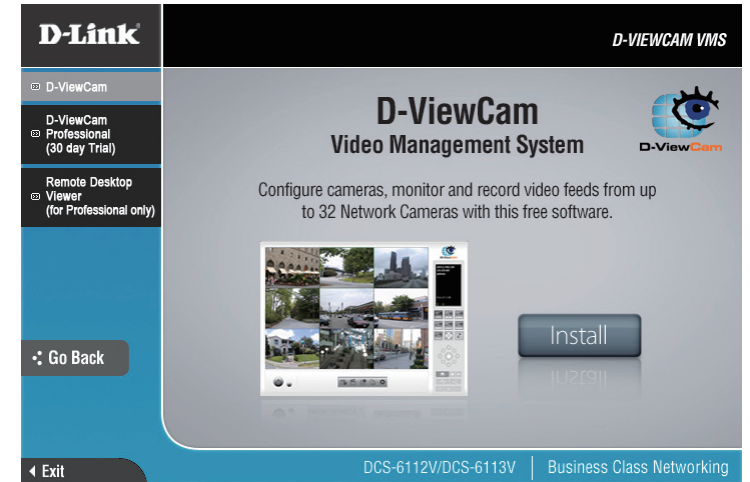 D-Link
D-VIEWCAM VMS
D-ViewCam
D-ViewCam
Professional
(30 day Trial)
Remote Desktop
Viewer
(for Professional only)
Go Back
Exit
D-ViewCam
Video Management System
D-ViewCam
Configure cameras, monitor and record video feeds from up
to 32 Network Cameras with this free software.
Install
DCS-6112V/DCS-6113V
Business Class Networking